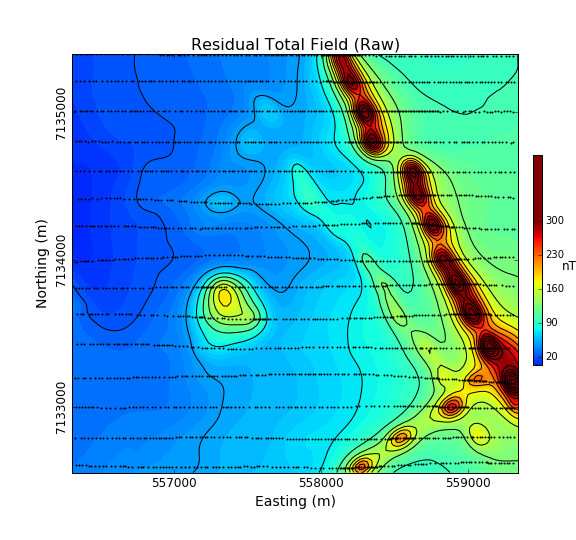 Residual Total Field (Raw)
7135000
7134000
7133000
Northing (m)
557000 558000 559000
Easting (m)
300
230
160
90
20
nT